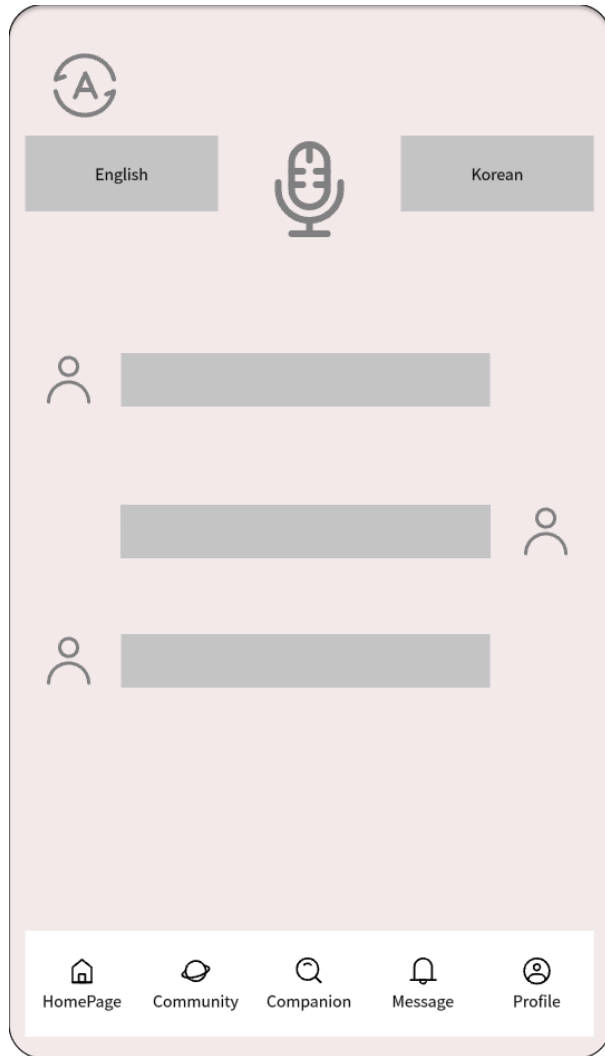 A
English
Korean
HomePage
Community
Companion
Message
Profile